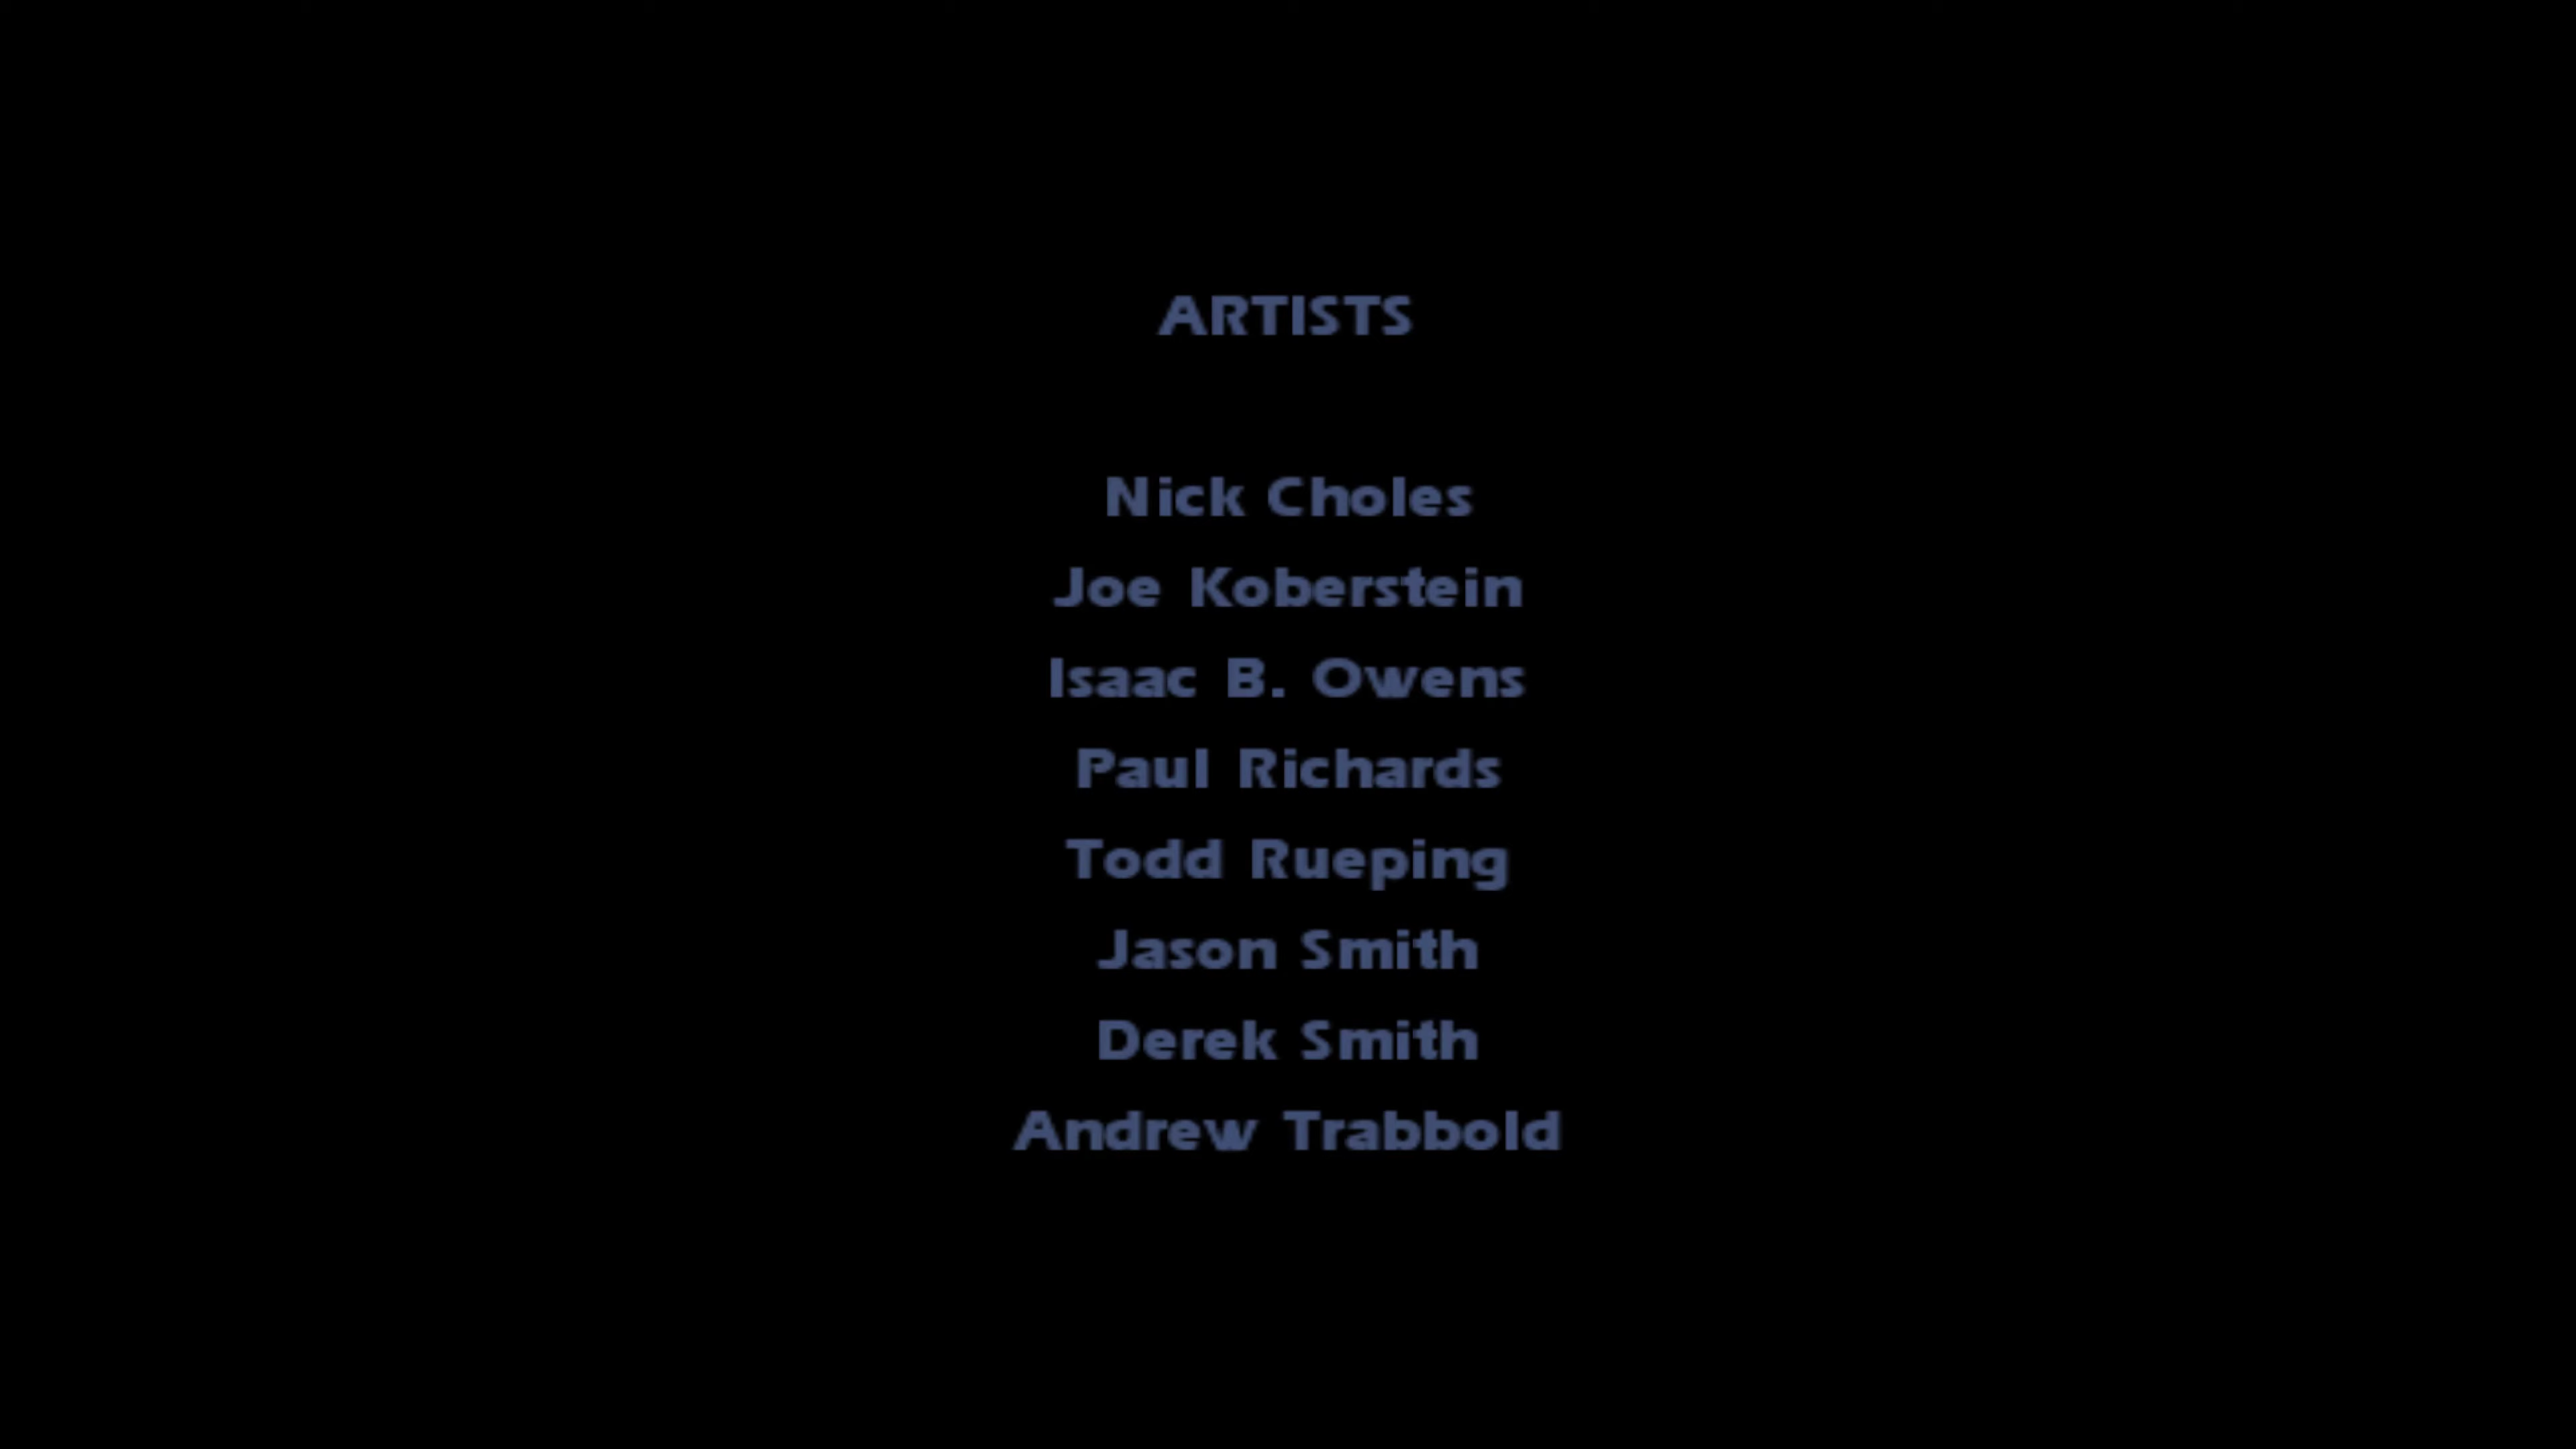 ARTISTS
Nick Choles
Joe Koberstein
Isaac B. Owens
Paul Richards
Todd Rueping
Jason Smith
Derek Smith
Andrew Trabbold